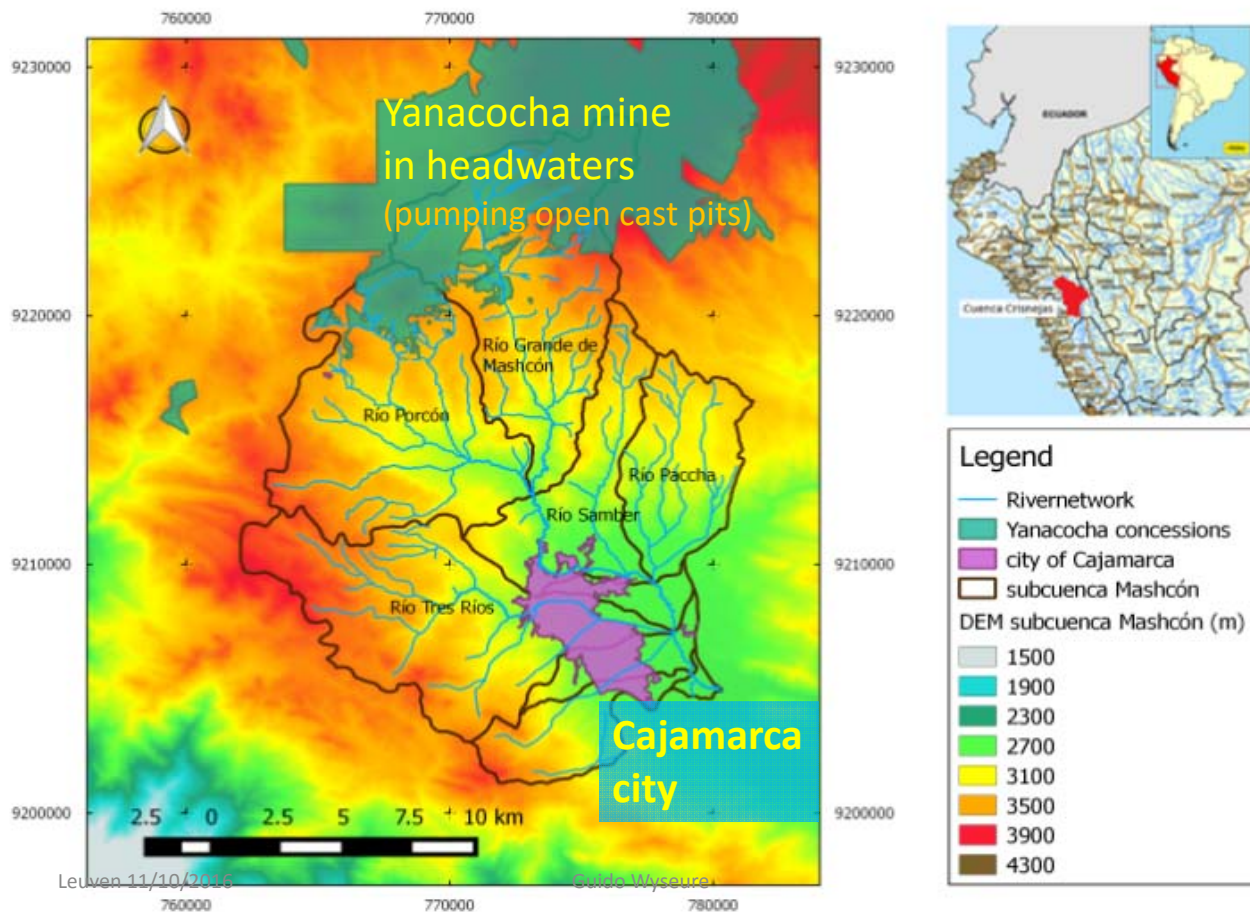 760000 770000 780000
9230000 9230000
Yanacocha mine
in headwaters
(pumping open cast pits)
9220000 9220000
Río Grande de
Mashcón
Río Porcón
Río Paccha
Río Samber
9210000 9210000
Río Tres Ríos
Cajamarca
city
9200000 9200000
2.5 0 2.5 5 7.5 10 km
Leuven 11/10/2016 Guido Wyseure
760000 770000 780000
ECUADOR
Cuenca Crisnejas
Legend
Rivernetwork
Yanacocha concessions
city of Cajamarca
subcuenca Mashcón
DEM subcuenca Mashcón (m)
1500
1900
2300
2700
3100
3500
3900
4300